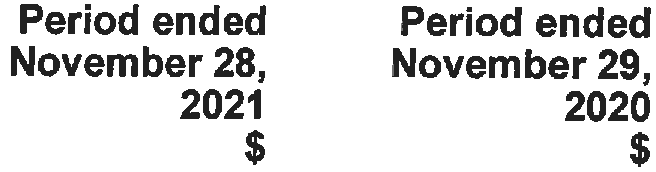 Period ended Period ended
November 28, November 29,
2021 2020
$ $